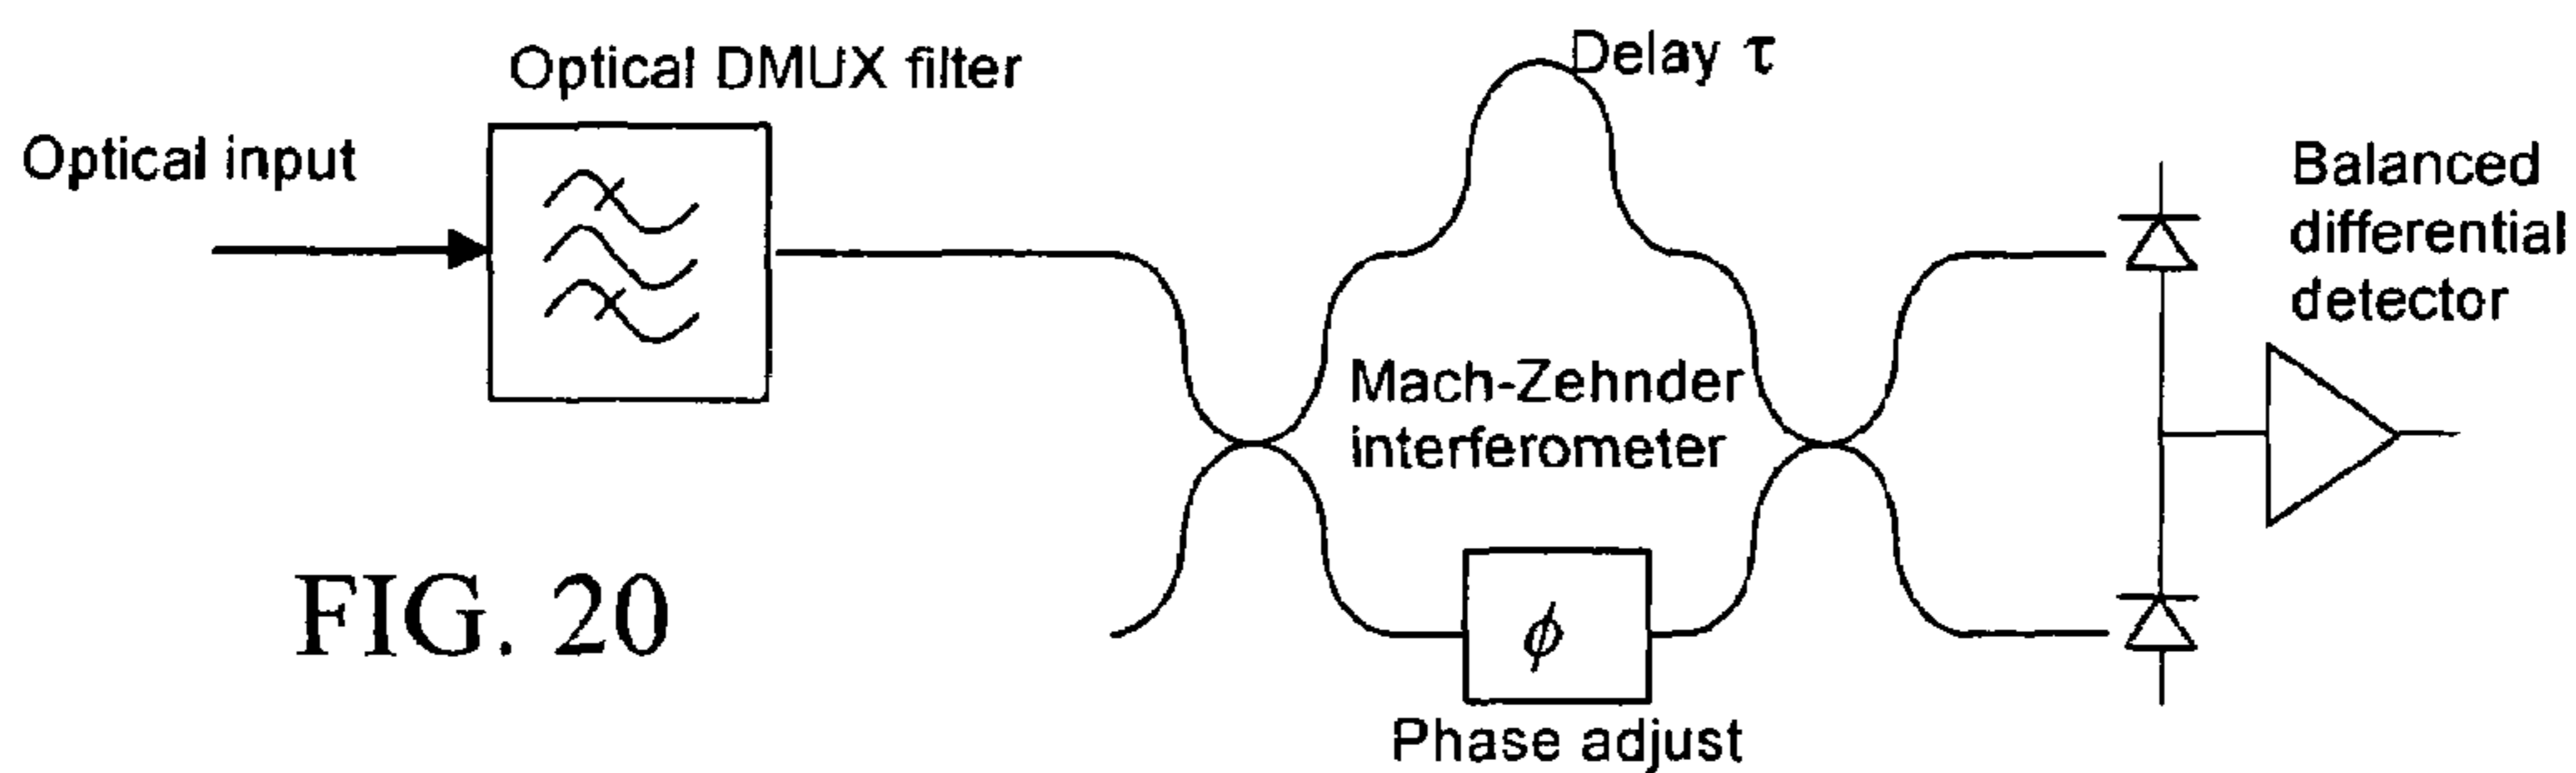 Optical input
Optical DMUX filter
Delay τ
Mach-Zehnder
interferometer
ϕ
Phase adjust
Balanced
differential
detector
FIG. 20